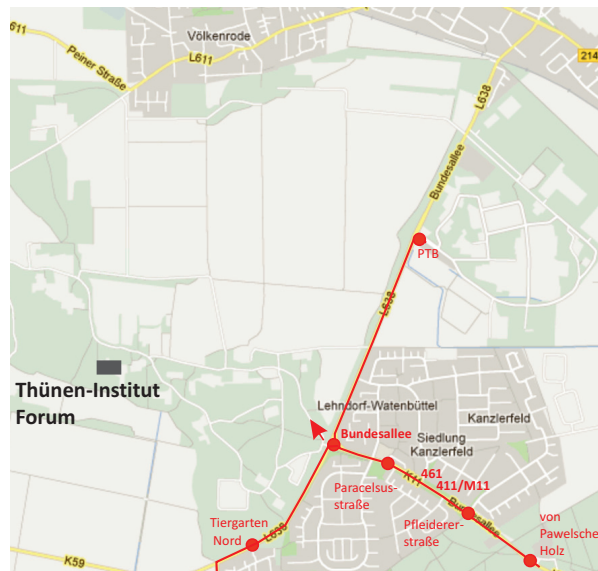 611
Völkenrode
Peiner Straße
L611
214
L638
Bundesallee
PTB
L638
Thünen-Institut
Forum
Lehndorf-Watenbüttel
Kanzlerfeld
Bundesallee
Siedlung
Kanzlerfeld
461
411/M11
K11
Paracelsus-
straße
Bundesallee
Pfleiderer-
straße
von
Pawelsche
Holz
Tiergarten
Nord
L638
K59